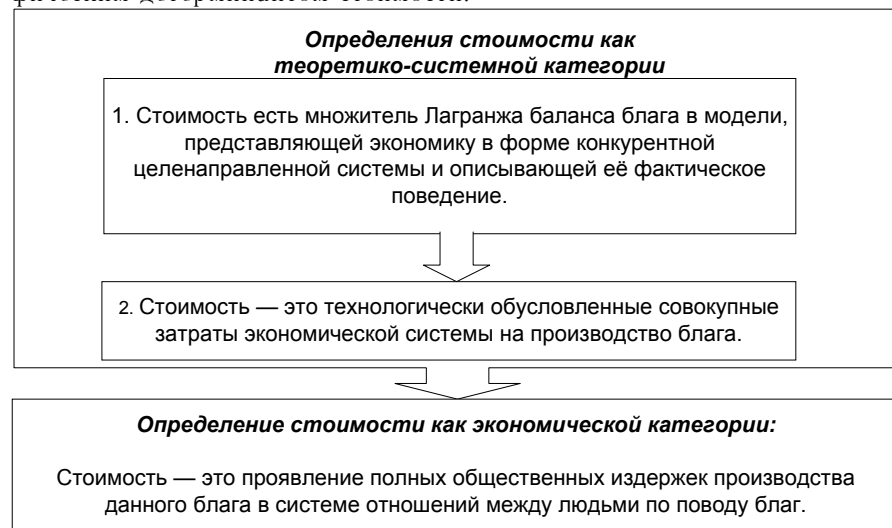 Определения стоимости как
теоретико-системной категории
1. Стоимость есть множитель Лагранжа баланса блага в модели,
представляющей экономику в форме конкурентной
целенаправленной системы и описывающей её фактическое
поведение.
2. Стоимость — это технологически обусловленные совокупные
затраты экономической системы на производство блага.
Определение стоимости как экономической категории:
Стоимость — это проявление полных общественных издержек производства
данного блага в системе отношений между людьми по поводу благ.